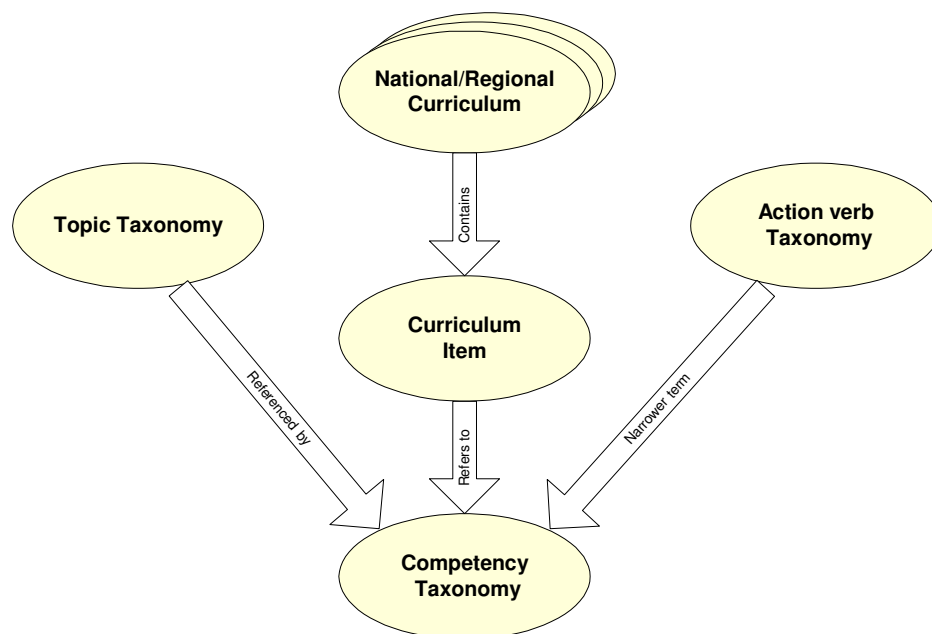 National/Regional
Curriculum
Contains
Topic Taxonomy
Action verb
Taxonomy
Curriculum
Item
Referenced by
Refers to
Narrower term
Competency
Taxonomy